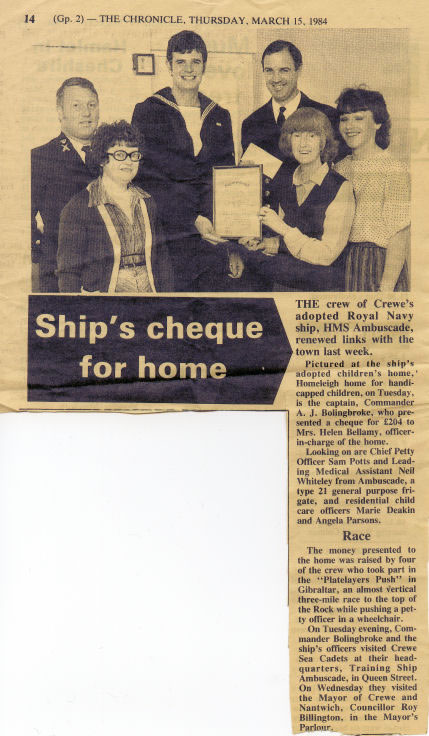 14 (Gp. 2) — THE CHRONICLE, THURSDAY, MARCH 15, 1984
Ship's cheque
for home
THE crew of Crewe's
adopted Royal Navy
ship, HMS Ambuscade,
renewed links with the
town last week.
Pictured at the ship's
adopted children's home,
Homeleigh home for handi-
capped children, on Tuesday,
is the captain, Commander
A. J. Bolingbroke, who pre-
sented a cheque for £204 to
Mrs. Helen Bellamy, officer-
in-charge of the home.
Looking on are Chief Petty
Officer Sam Potts and Lead-
ing Medical Assistant Neil
Whiteley from Ambuscade, a
type 21 general purpose fri-
gate, and residential child
care officers Marie Deakin
and Angela Parsons.
Race
The money presented to
the home was raised by four
of the crew who took part in
the "Platelayers Push" in
Gibraltar, an almost vertical
three-mile race to the top of
the Rock while pushing a pet-
ty officer in a wheelchair.
On Tuesday evening, Com-
mander Bolingbroke and the
ship's officers visited Crewe
Sea Cadets at their head-
quarters, Training Ship
Ambuscade, in Queen Street.
On Wednesday they visited
the Mayor of Crewe and
Nantwich, Councillor Roy
Billington, in the Mayor's
Parlour.